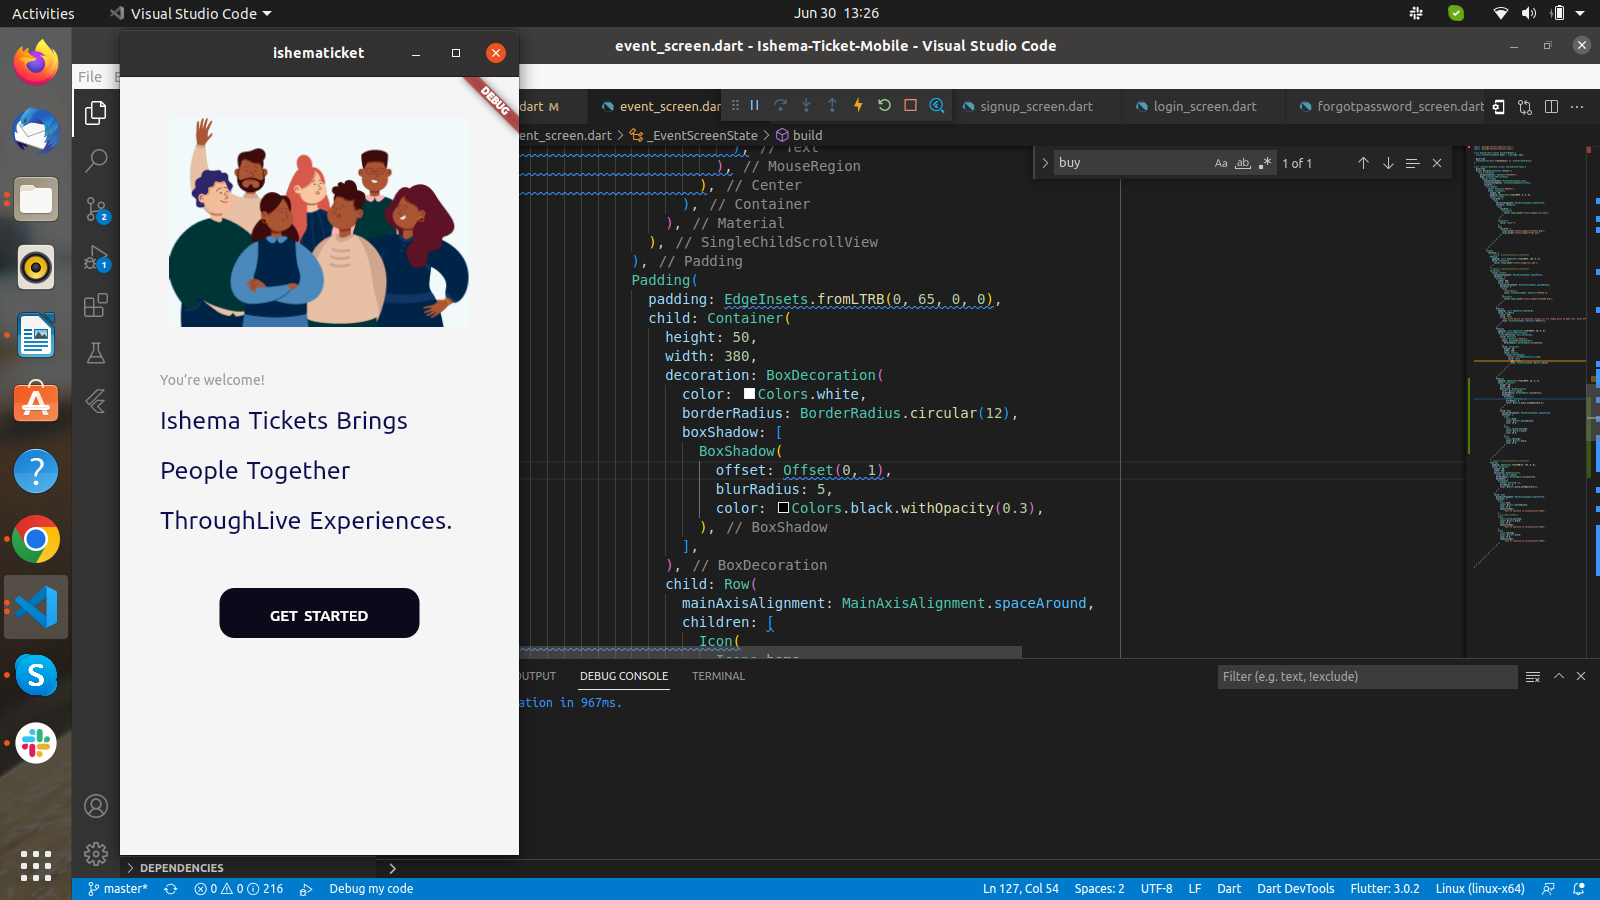 Activities
Visual Studio Code
Jun 30 13:26
ishematicket
event_screen.dart - Ishema-Ticket-Mobile - Visual Studio Code
File
DEBUG
dart M
event_screen.dart
signup_screen.dart
login_screen.dart
forgotpassword_screen.dart
ent_screen.dart > _EventScreenState > build
buy
Aa
ab
1 of 1
), // Text
), // MouseRegion
), // Center
), // Container
), // Material
), // SingleChildScrollView
), // Padding
Padding(
padding: EdgeInsets.fromLTRB(0, 65, 0, 0),
child: Container(
height: 50,
width: 380,
decoration: BoxDecoration(
color: Colors.white,
borderRadius: BorderRadius.circular(12),
boxShadow: [
BoxShadow(
offset: Offset(0, 1),
blurRadius: 5,
color: Colors.black.withOpacity(0.3),
), // BoxShadow
],
), // BoxDecoration
child: Row(
mainAxisAlignment: MainAxisAlignment.spaceAround,
children: [
Icon(
Icons.home
You're welcome!
Ishema Tickets Brings
People Together
ThroughLive Experiences.
GET STARTED
2
1
OUTPUT
DEBUG CONSOLE
TERMINAL
Filter (e.g. text, !exclude)
ation in 967ms.
DEPENDENCIES
master*
0 0 216
Debug my code
Ln 127, Col 54
Spaces: 2
UTF-8
LF
Dart
Dart DevTools
Flutter: 3.0.2
Linux (linux-x64)